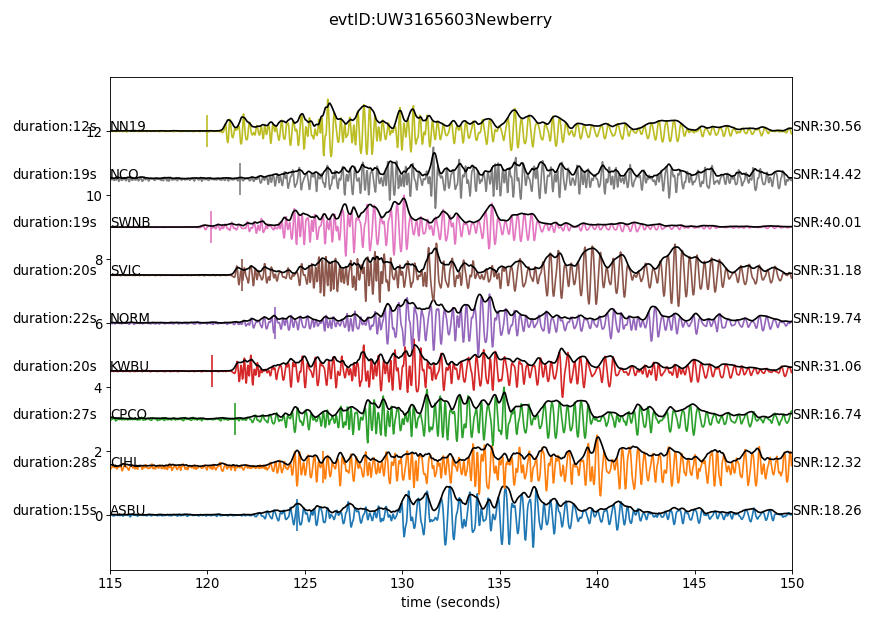 evtID:UW3165603Newberry
duration:12s NN19 SNR:30.56
12
duration:19s NCO SNR:14.42
10
duration:19s SWNB SNR:40.01
8
duration:20s SVIC SNR:31.18
duration:22s NORM SNR:19.74
6
duration:20s KWBU SNR:31.06
4
duration:27s CPCO SNR:16.74
2
duration:28s CIHL SNR:12.32
duration:15s ASBU SNR:18.26
0
115 120 125 130 135 140 145 150
time (seconds)